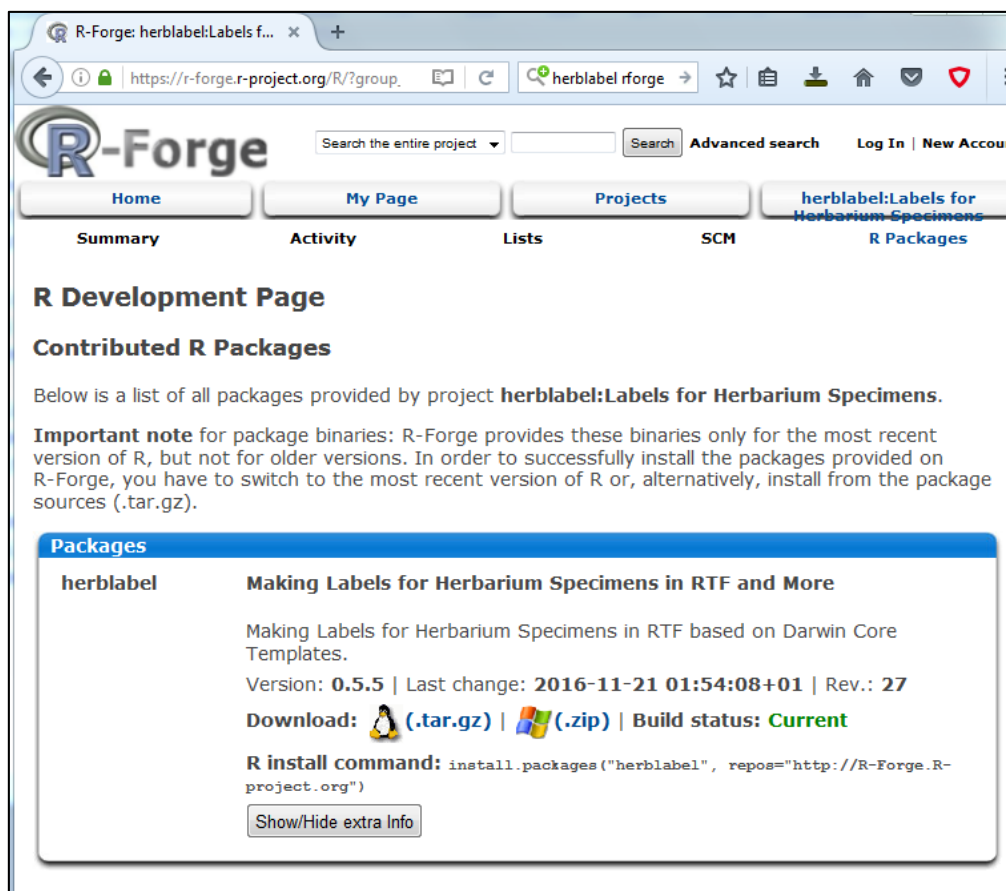 R-Forge: herblabel:Labels f... × +
https://r-forge.r-project.org/R/?group_ herblabel rforge
R-Forge Search the entire project Search Advanced search Log In | New Accou
Home My Page Projects herblabel:Labels for
Herbarium Specimens
Summary Activity Lists SCM R Packages
R Development Page
Contributed R Packages
Below is a list of all packages provided by project herblabel:Labels for Herbarium Specimens.
Important note for package binaries: R-Forge provides these binaries only for the most recent
version of R, but not for older versions. In order to successfully install the packages provided on
R-Forge, you have to switch to the most recent version of R or, alternatively, install from the package
sources (.tar.gz).
Packages
herblabel Making Labels for Herbarium Specimens in RTF and More
Making Labels for Herbarium Specimens in RTF based on Darwin Core
Templates.
Version: 0.5.5 | Last change: 2016-11-21 01:54:08+01 | Rev.: 27
Download: (.tar.gz) | (.zip) | Build status: Current
R install command: install.packages("herblabel", repos="http://R-Forge.R-
project.org")
Show/Hide extra Info